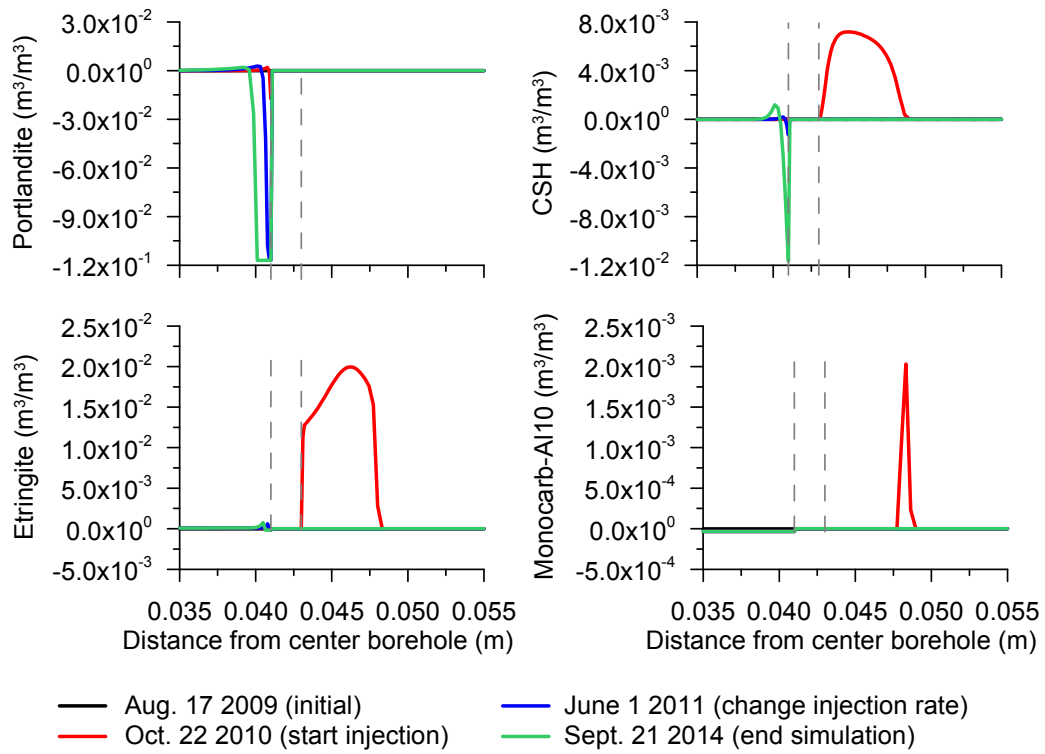 3.0x10-2
0.0x100
-3.0x10-2
-6.0x10-2
-9.0x10-2
-1.2x10-1
Portlandite (m3/m3)
8.0x10-3
4.0x10-3
0.0x100
-4.0x10-3
-8.0x10-3
-1.2x10-2
CSH (m3/m3)
2.5x10-2
2.0x10-2
1.5x10-2
1.0x10-2
5.0x10-3
0.0x100
-5.0x10-3
Etringite (m3/m3)
0.035 0.040 0.045 0.050 0.055
Distance from center borehole (m)
2.5x10-3
2.0x10-3
1.5x10-3
1.0x10-3
5.0x10-4
0.0x100
-5.0x10-4
Monocarb-Al10 (m3/m3)
0.035 0.040 0.045 0.050 0.055
Distance from center borehole (m)
Aug. 17 2009 (initial)
Oct. 22 2010 (start injection)
June 1 2011 (change injection rate)
Sept. 21 2014 (end simulation)